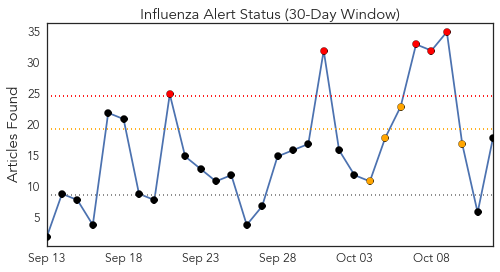 Influenza Alert Status (30-Day Window)
Articles Found
35
30
25
20
15
10
5
Sep 13 Sep 18 Sep 23 Sep 28 Oct 03 Oct 08